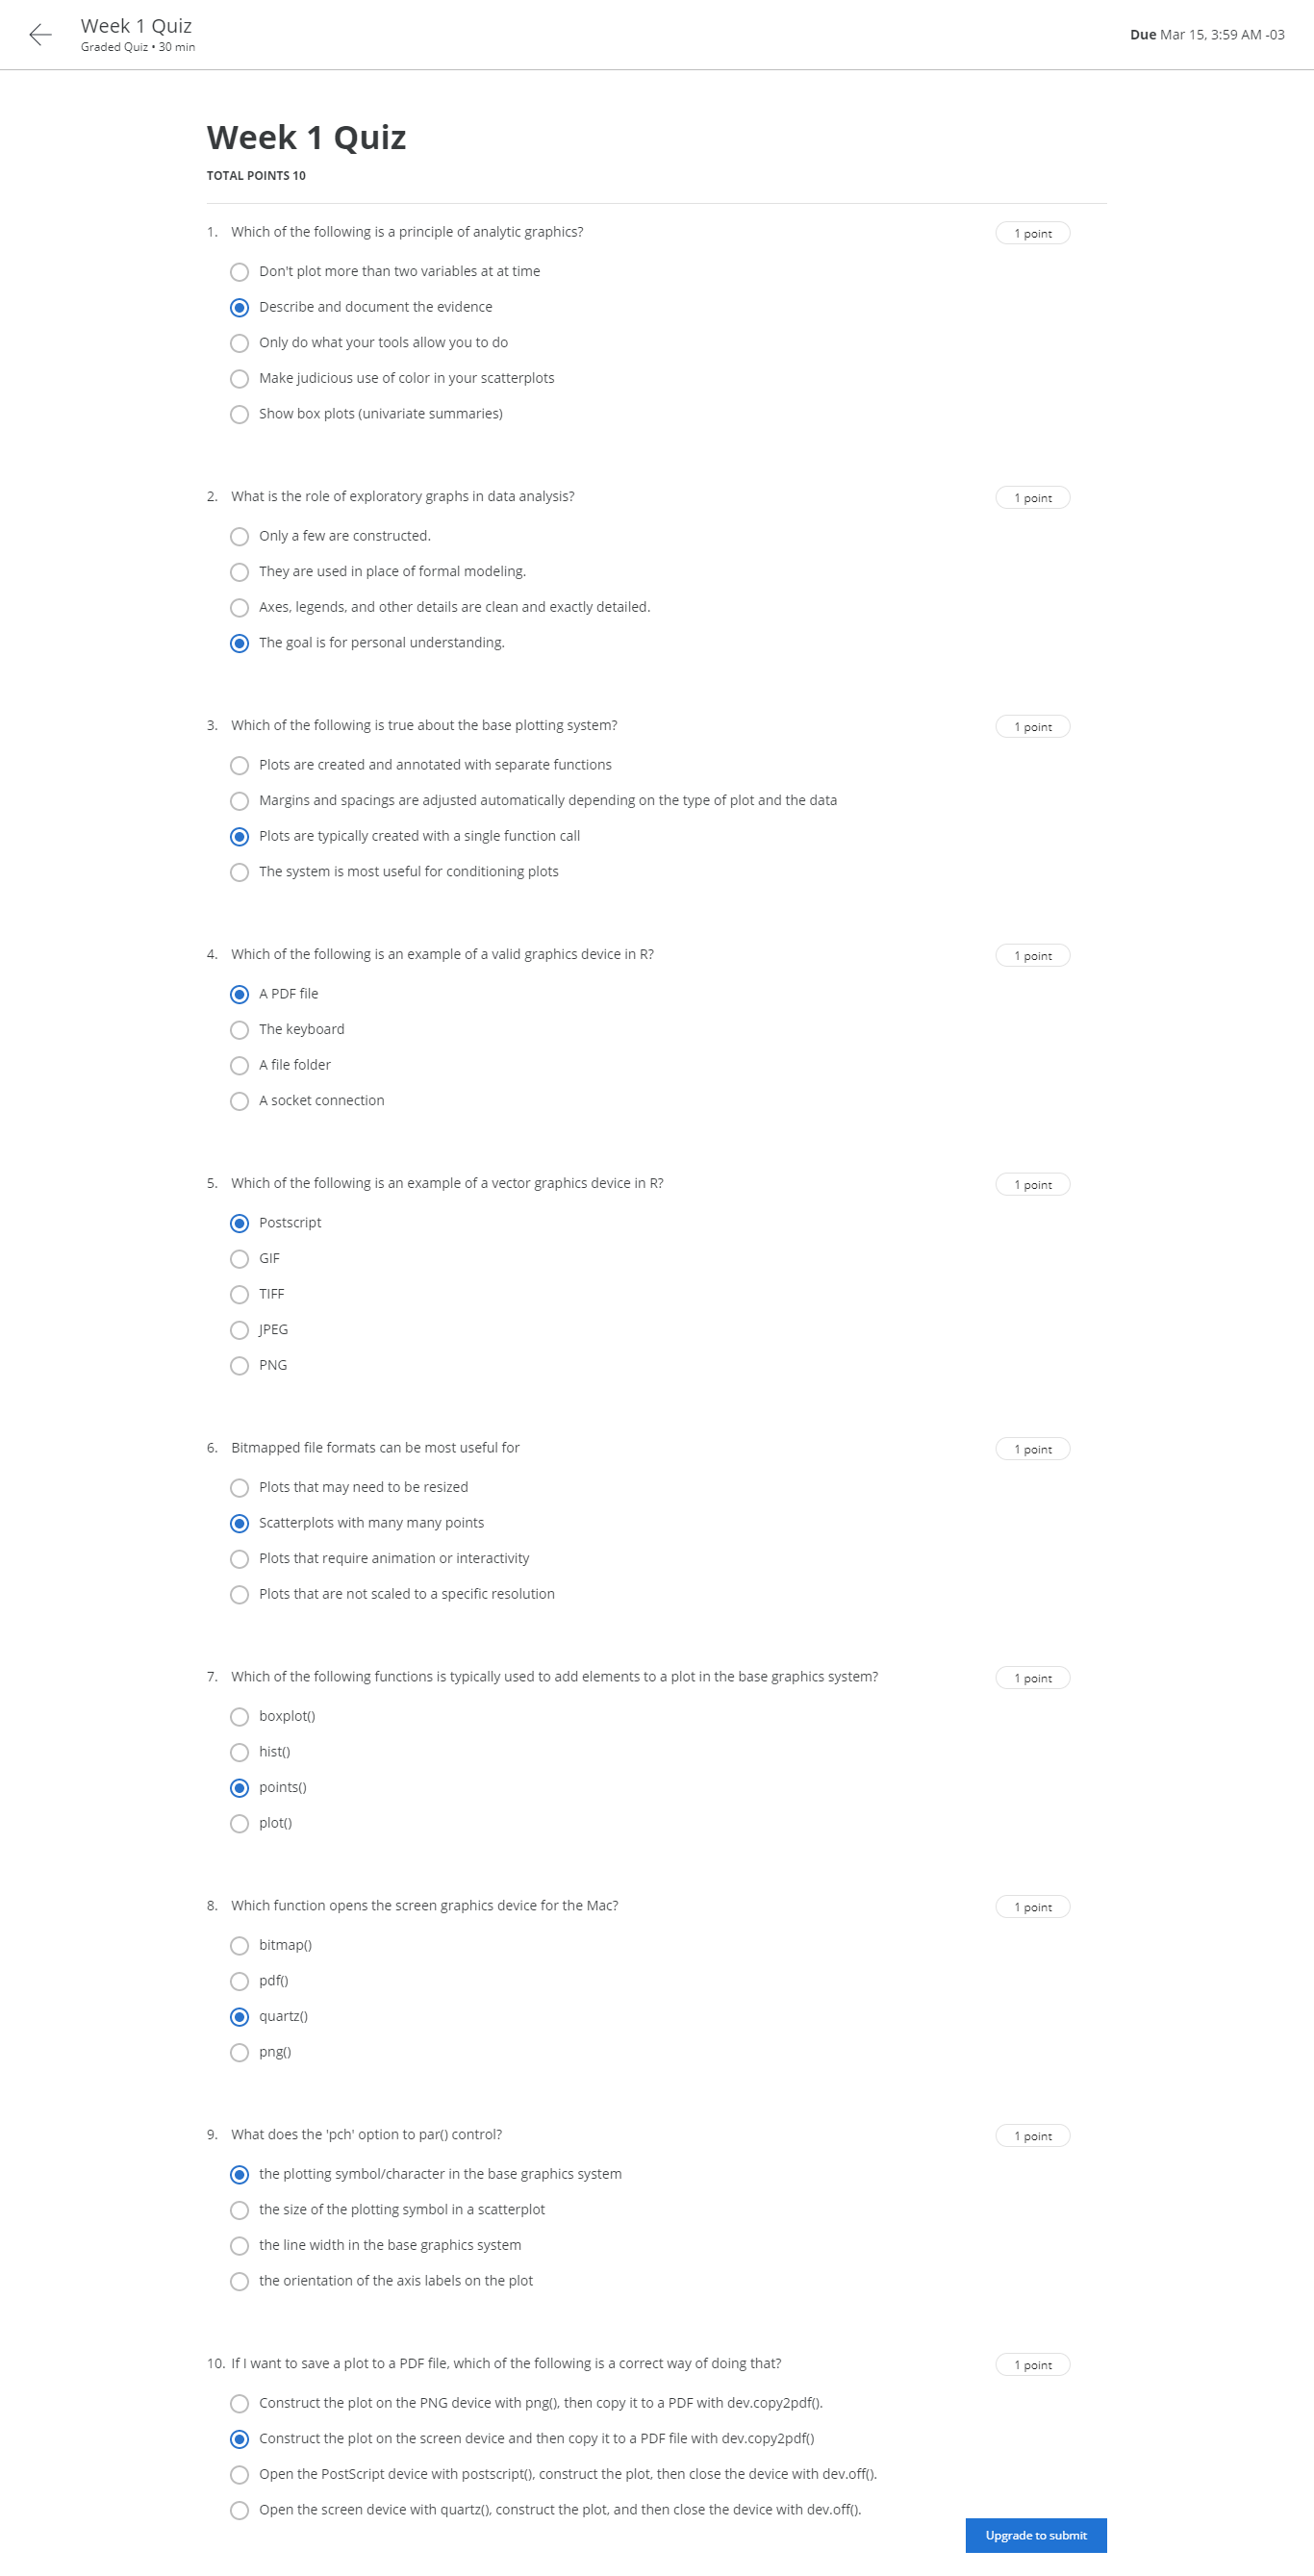 Week 1 Quiz
Graded Quiz • 30 min
Due Mar 15, 3:59 AM -03
Week 1 Quiz
TOTAL POINTS 10
1. Which of the following is a principle of analytic graphics?
1 point
Don't plot more than two variables at at time
Describe and document the evidence
Only do what your tools allow you to do
Make judicious use of color in your scatterplots
Show box plots (univariate summaries)
2. What is the role of exploratory graphs in data analysis?
1 point
Only a few are constructed.
They are used in place of formal modeling.
Axes, legends, and other details are clean and exactly detailed.
The goal is for personal understanding.
3. Which of the following is true about the base plotting system?
1 point
Plots are created and annotated with separate functions
Margins and spacings are adjusted automatically depending on the type of plot and the data
Plots are typically created with a single function call
The system is most useful for conditioning plots
4. Which of the following is an example of a valid graphics device in R?
1 point
A PDF file
The keyboard
A file folder
A socket connection
5. Which of the following is an example of a vector graphics device in R?
1 point
Postscript
GIF
TIFF
JPEG
PNG
6. Bitmapped file formats can be most useful for
1 point
Plots that may need to be resized
Scatterplots with many many points
Plots that require animation or interactivity
Plots that are not scaled to a specific resolution
7. Which of the following functions is typically used to add elements to a plot in the base graphics system?
1 point
boxplot()
hist()
points()
plot()
8. Which function opens the screen graphics device for the Mac?
1 point
bitmap()
pdf()
quartz()
png()
9. What does the 'pch' option to par() control?
1 point
the plotting symbol/character in the base graphics system
the size of the plotting symbol in a scatterplot
the line width in the base graphics system
the orientation of the axis labels on the plot
10. If I want to save a plot to a PDF file, which of the following is a correct way of doing that?
1 point
Construct the plot on the PNG device with png(), then copy it to a PDF with dev.copy2pdf().
Construct the plot on the screen device and then copy it to a PDF file with dev.copy2pdf()
Open the PostScript device with postscript(), construct the plot, then close the device with dev.off().
Open the screen device with quartz(), construct the plot, and then close the device with dev.off().
Upgrade to submit